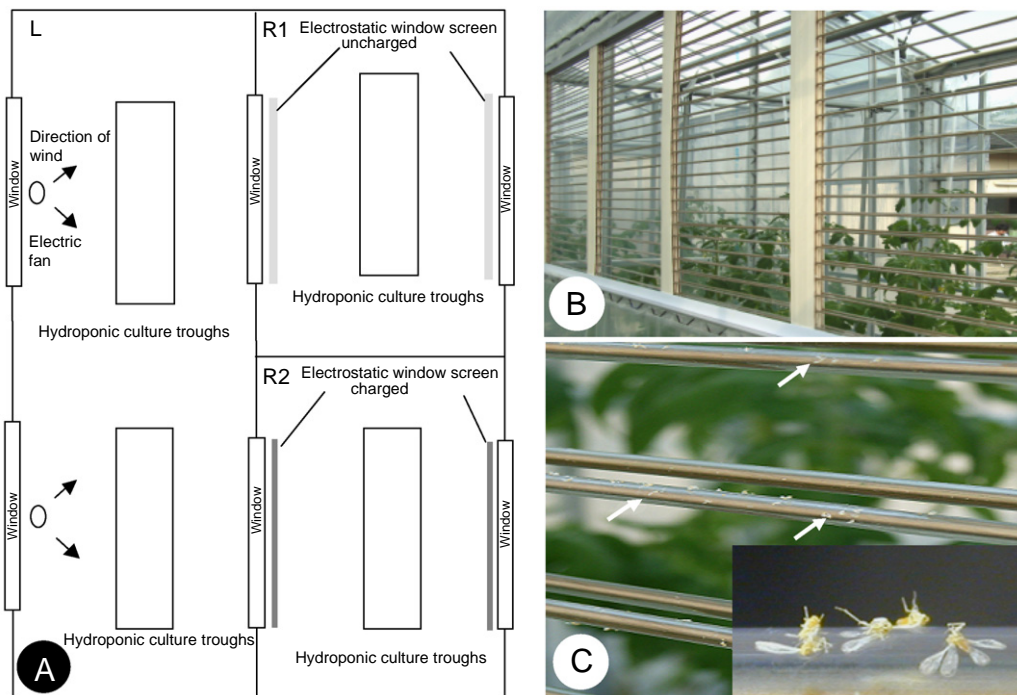 L
R1
Electrostatic window screen
uncharged
Direction of
wind
Window
Window
Window
Electric
fan
Hydroponic culture troughs
Hydroponic culture troughs
R2
Electrostatic window screen
charged
Window
Window
Window
Hydroponic culture troughs
Hydroponic culture troughs
A
B
C